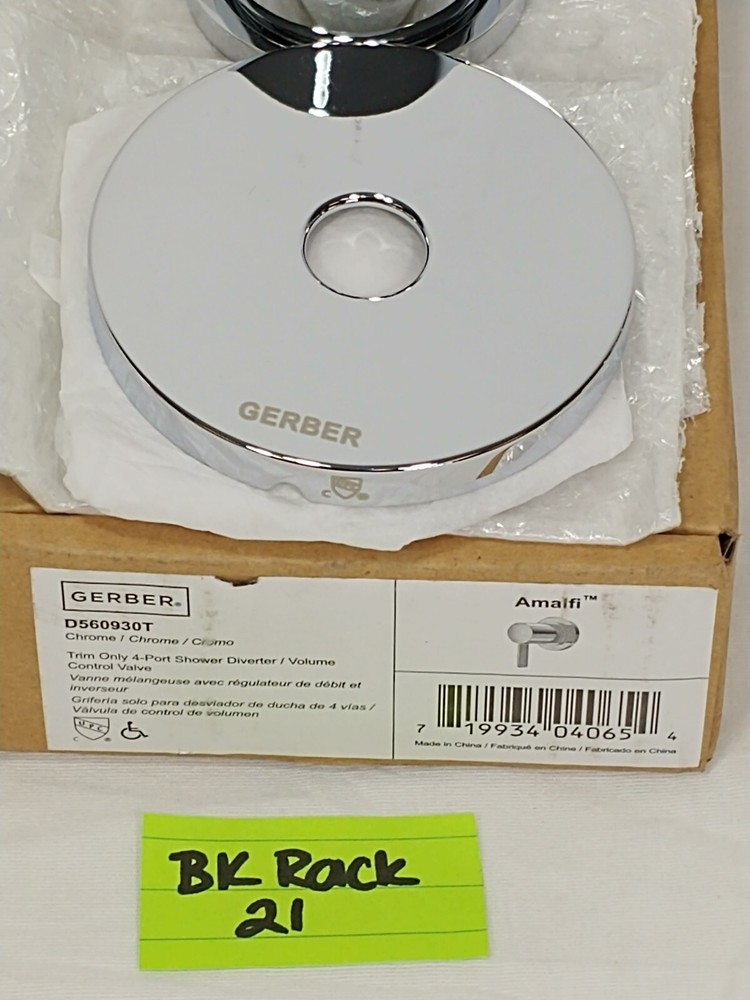 GERBER
C UPC ®
GERBER®
D560930T
Chrome / Chrome / Cromo
Trim Only 4-Port Shower Diverter / Volume
Control Valve
Vanne mélangeuse avec régulateur de débit et
inverseur
Grifería solo para desviador de ducha de 4 vías /
Válvula de control de volumen
C UPC ®
Amalfi™
7 19934 04065 4
Made in China / Fabriqué en Chine / Fabricado en China
BK Rack
21